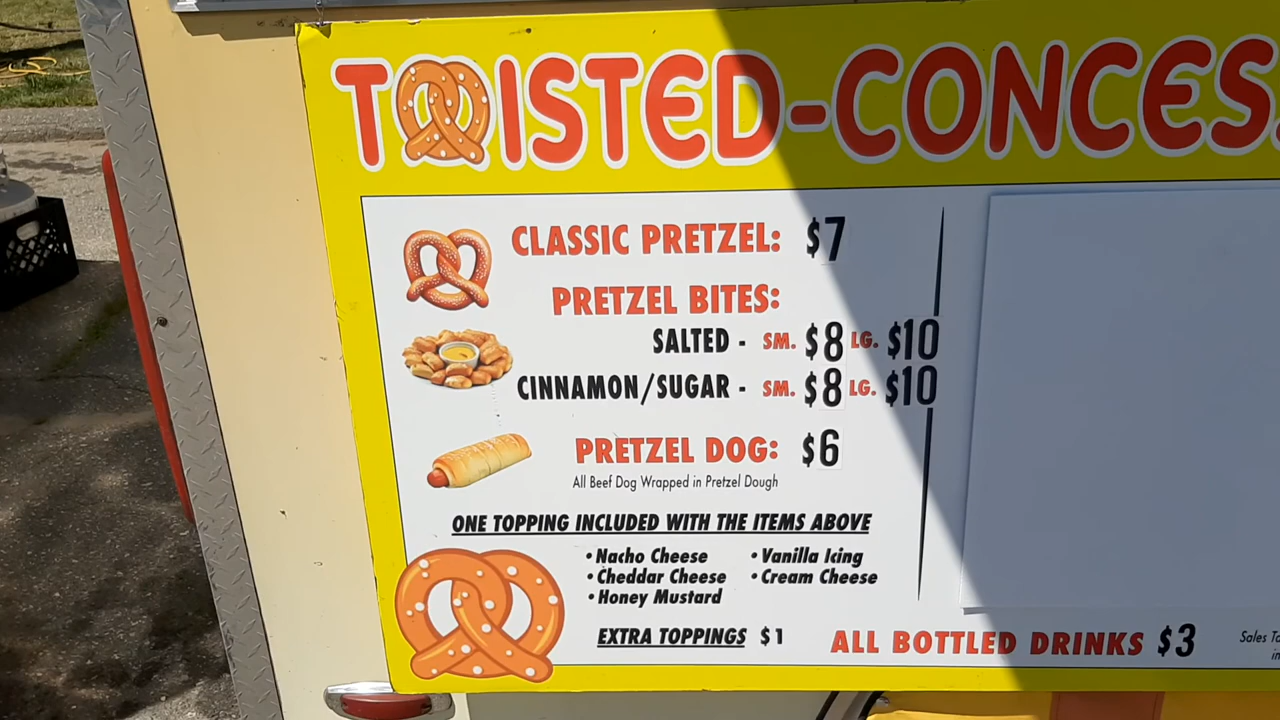 TWISTED-CONCES
CLASSIC PRETZEL: $7
PRETZEL BITES:
SALTED - SM. $8 LG. $10
CINNAMON/SUGAR - SM. $8 LG. $10
PRETZEL DOG: $6
All Beef Dog Wrapped in Pretzel Dough
ONE TOPPING INCLUDED WITH THE ITEMS ABOVE
• Nacho Cheese
• Cheddar Cheese
• Honey Mustard
• Vanilla Icing
• Cream Cheese
EXTRA TOPPINGS $1
ALL BOTTLED DRINKS $3
Sales